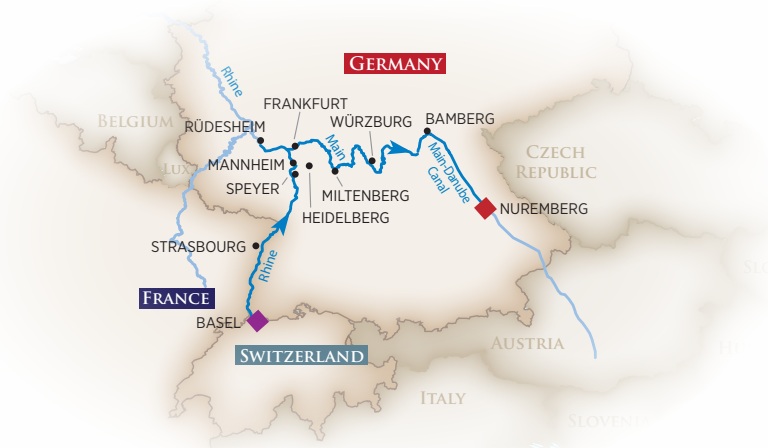 GERMANY
Rhine
FRANKFURT
BELGIUM
RÜDESHEIM
WÜRZBURG
BAMBERG
Main
CZECH
REPUBLIC
LUX
MANNHEIM
SPEYER
MILTENBERG
Main-Danube
Canal
HEIDELBERG
NUREMBERG
STRASBOURG
Rhine
FRANCE
BASEL
SWITZERLAND
AUSTRIA
ITALY